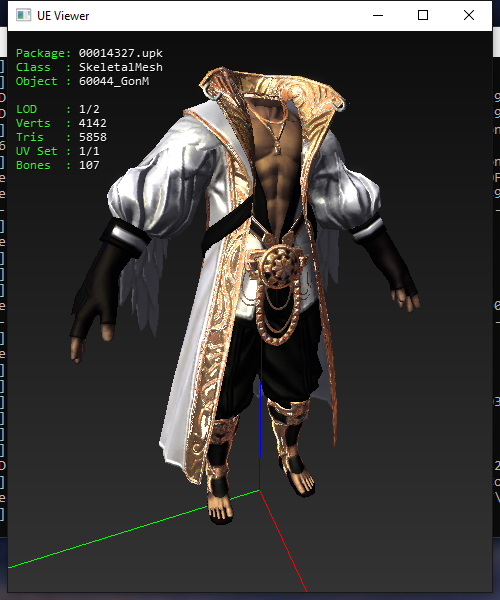 UE Viewer
Package: 00014327.upk
Class : SkeletalMesh
Object : 60044_GonM
LOD : 1/2
Verts : 4142
Tris : 5858
UV Set : 1/1
Bones : 107